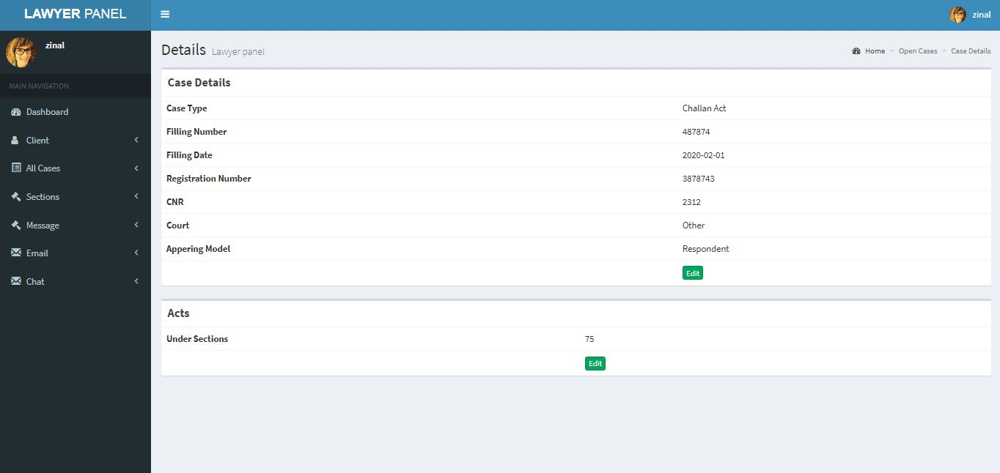 LAWYER PANEL
zinal
zinal
MAIN NAVIGATION
Dashboard
Client
All Cases
Sections
Message
Email
Chat
Details Lawyer panel
Home > Open Cases > Case Details
Case Details
Case Type Challan Act
Filling Number 487874
Filling Date 2020-02-01
Registration Number 3878743
CNR 2312
Court Other
Appering Model Respondent
Edit
Acts
Under Sections 75
Edit